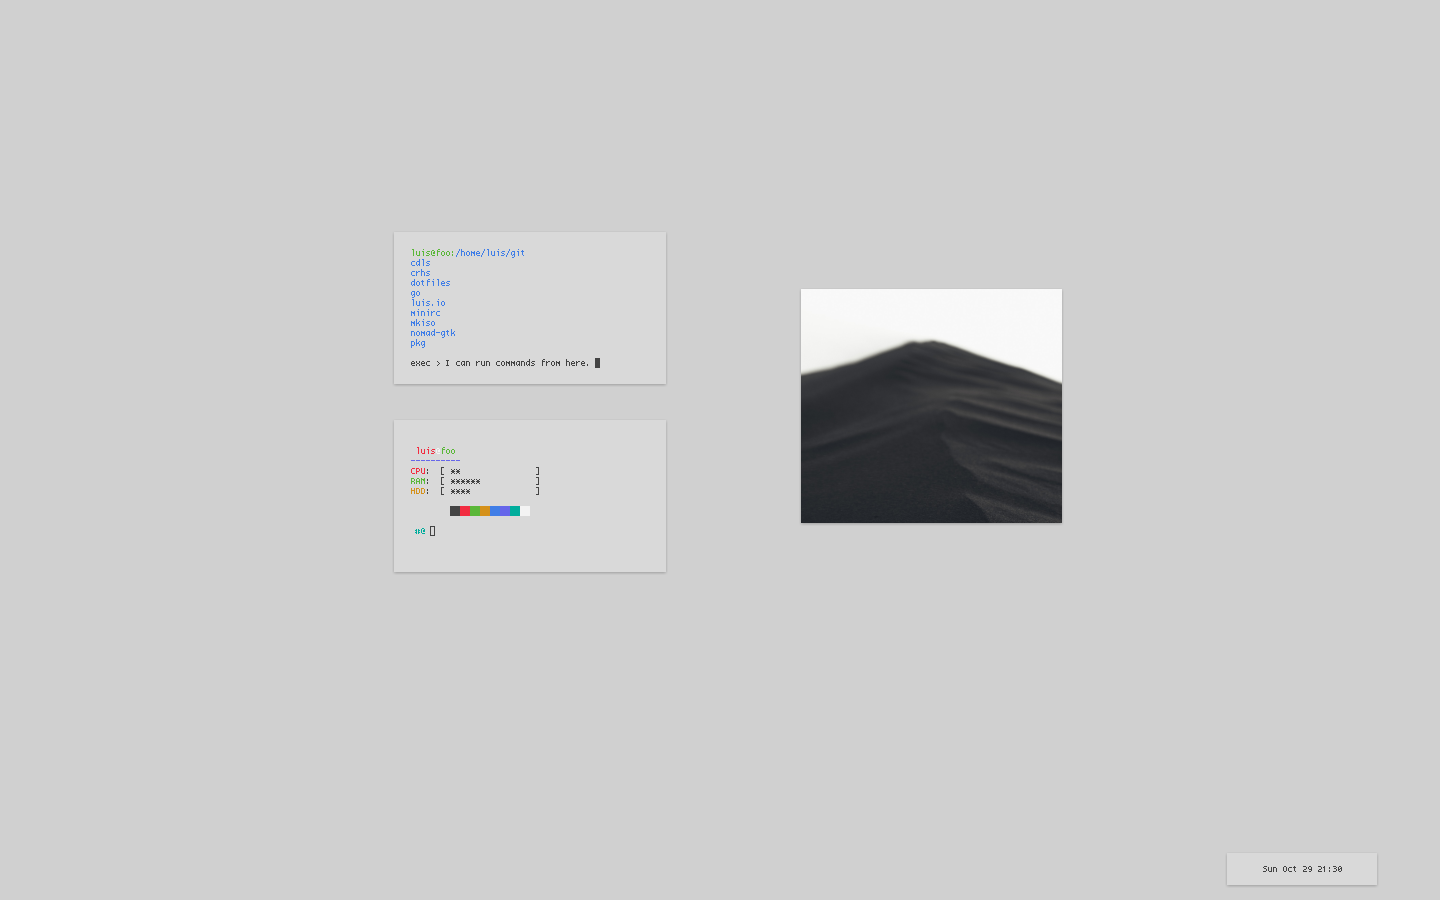 luis@foo:/home/luis/git
cdls
crhs
dotfiles
go
luis.io
minirc
mkiso
nomad-gtk
pkg
exec > I can run commands from here.
luis foo
----------
CPU:  [ **               ]
RAM:  [ ******           ]
HDD:  [ ****             ]
#@
Sun Oct 29 21:30